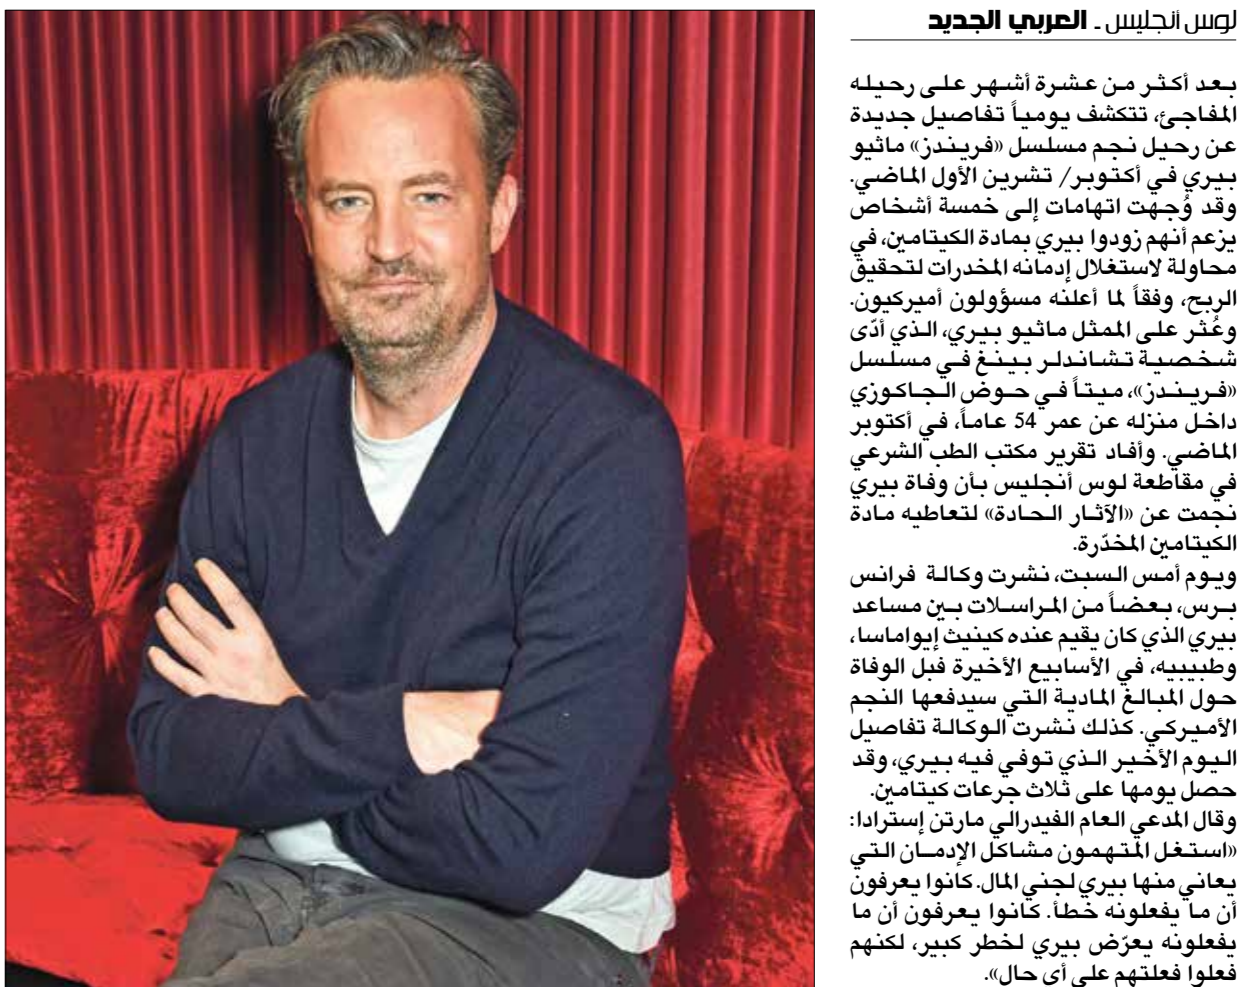 لوس أنجليس ـ العربي الجديد
بعد أكثر من عشرة أشهر على رحيله
المفاجئ، تتكشف يومياً تفاصيل جديدة
عن رحيل نجم مسلسل «فريندز» ماثيو
بيري في أكتوبر/ تشرين الأول الماضي.
وقد وُجهت اتهامات إلى خمسة أشخاص
يزعم أنهم زودوا بيري بمادة الكيتامين، في
محاولة لاستغلال إدمانه المخدرات لتحقيق
الربح، وفقاً لما أعلنه مسؤولون أميركيون.
وعُثر على الممثل ماثيو بيري، الذي أدّى
شخصية تشاندلر بينغ في مسلسل
«فريندز»، ميتاً في حوض الجاكوزي
داخل منزله عن عمر 54 عاماً، في أكتوبر
الماضي. وأفاد تقرير مكتب الطب الشرعي
في مقاطعة لوس أنجليس بأن وفاة بيري
نجمت عن «الآثار الحادة» لتعاطيه مادة
الكيتامين المخدّرة.
ويوم أمس السبت، نشرت وكالة فرانس
برس، بعضاً من المراسلات بين مساعد
بيري الذي كان يقيم عنده كينيث إيواماسا،
وطبيبيه، في الأسابيع الأخيرة قبل الوفاة
حول المبالغ المادية التي سيدفعها النجم
الأميركي. كذلك نشرت الوكالة تفاصيل
اليوم الأخير الذي توفي فيه بيري، وقد
حصل يومها على ثلاث جرعات كيتامين.
وقال المدعي العام الفيدرالي مارتن إسترادا:
«استغل المتهمون مشاكل الإدمان التي
يعاني منها بيري لجني المال. كانوا يعرفون
أن ما يفعلونه خطأ. كانوا يعرفون أن ما
يفعلونه يعرّض بيري لخطر كبير، لكنهم
فعلوا فعلتهم على أي حال».